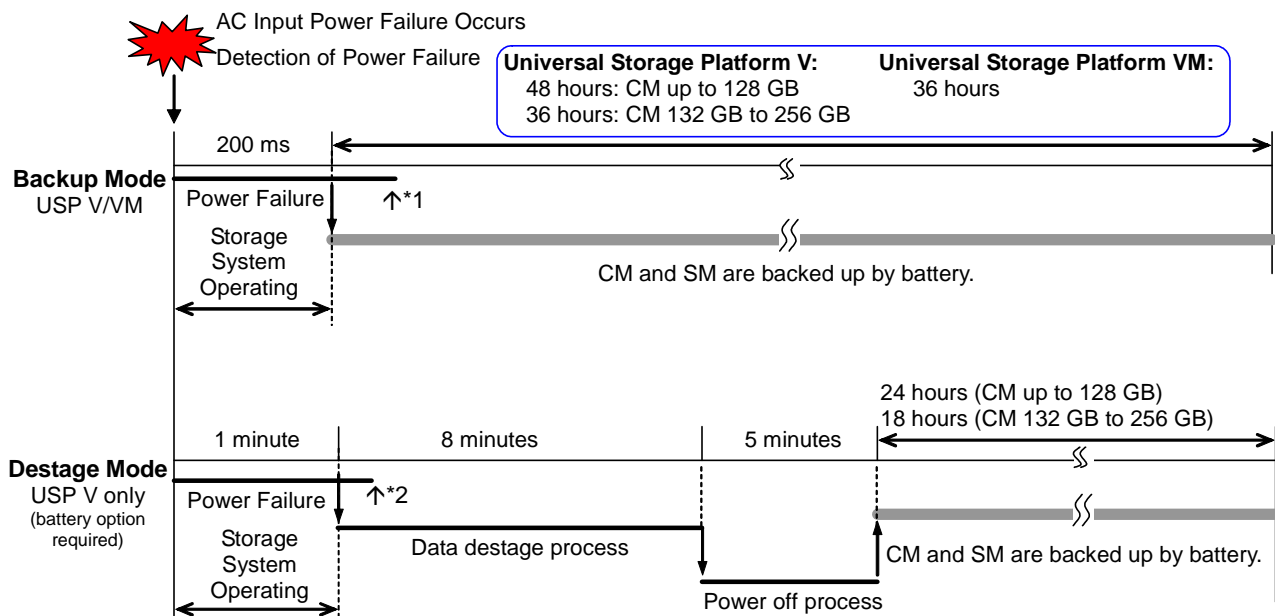 AC Input Power Failure Occurs
Detection of Power Failure
Universal Storage Platform V:
48 hours: CM up to 128 GB
36 hours: CM 132 GB to 256 GB
Universal Storage Platform VM:
36 hours
200 ms
Backup Mode
USP V/VM
Power Failure
↑*1
Storage
System
Operating
CM and SM are backed up by battery.
24 hours (CM up to 128 GB)
18 hours (CM 132 GB to 256 GB)
1 minute
8 minutes
5 minutes
Destage Mode
USP V only
(battery option
required)
Power Failure
↑*2
Storage
System
Operating
Data destage process
CM and SM are backed up by battery.
Power off process